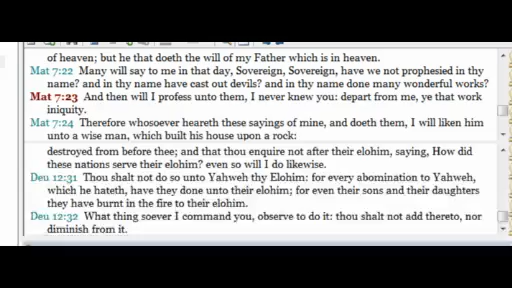 of heaven; but he that doeth the will of my Father which is in heaven.
Mat 7:22 Many will say to me in that day, Sovereign, Sovereign, have we not prophesied in thy
name? and in thy name have cast out devils? and in thy name done many wonderful works?
Mat 7:23 And then will I profess unto them, I never knew you: depart from me, ye that work
iniquity.
Mat 7:24 Therefore whosoever heareth these sayings of mine, and doeth them, I will liken him
unto a wise man, which built his house upon a rock:
destroyed from before thee; and that thou enquire not after their elohim, saying, How did
these nations serve their elohim? even so will I do likewise.
Deu 12:31 Thou shalt not do so unto Yahweh thy Elohim: for every abomination to Yahweh,
which he hateth, have they done unto their elohim; for even their sons and their daughters
they have burnt in the fire to their elohim.
Deu 12:32 What thing soever I command you, observe to do it: thou shalt not add thereto, nor
diminish from it.